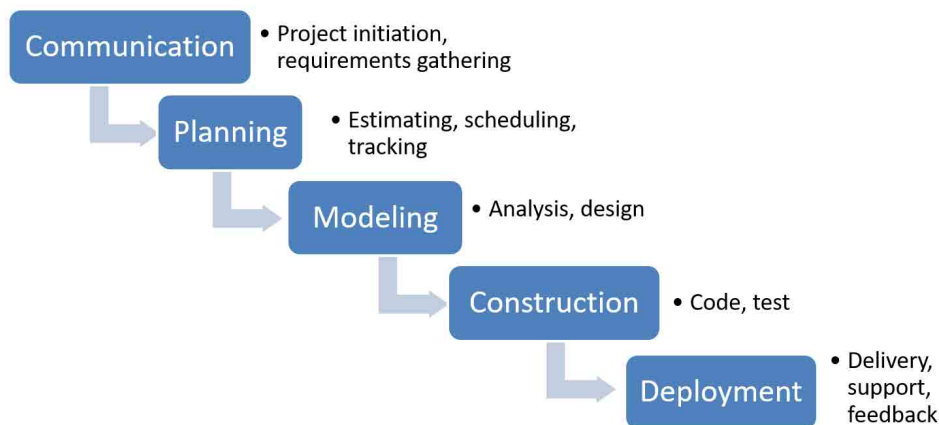 Communication
• Project initiation,
requirements gathering
Planning
• Estimating, scheduling,
tracking
Modeling
• Analysis, design
Construction
• Code, test
Deployment
• Delivery,
support,
feedback